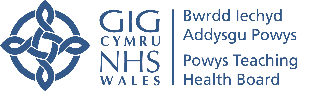 GIG
CYMRU
NHS
WALES
Bwrdd Iechyd
Addysgu Powys
Powys Teaching
Health Board